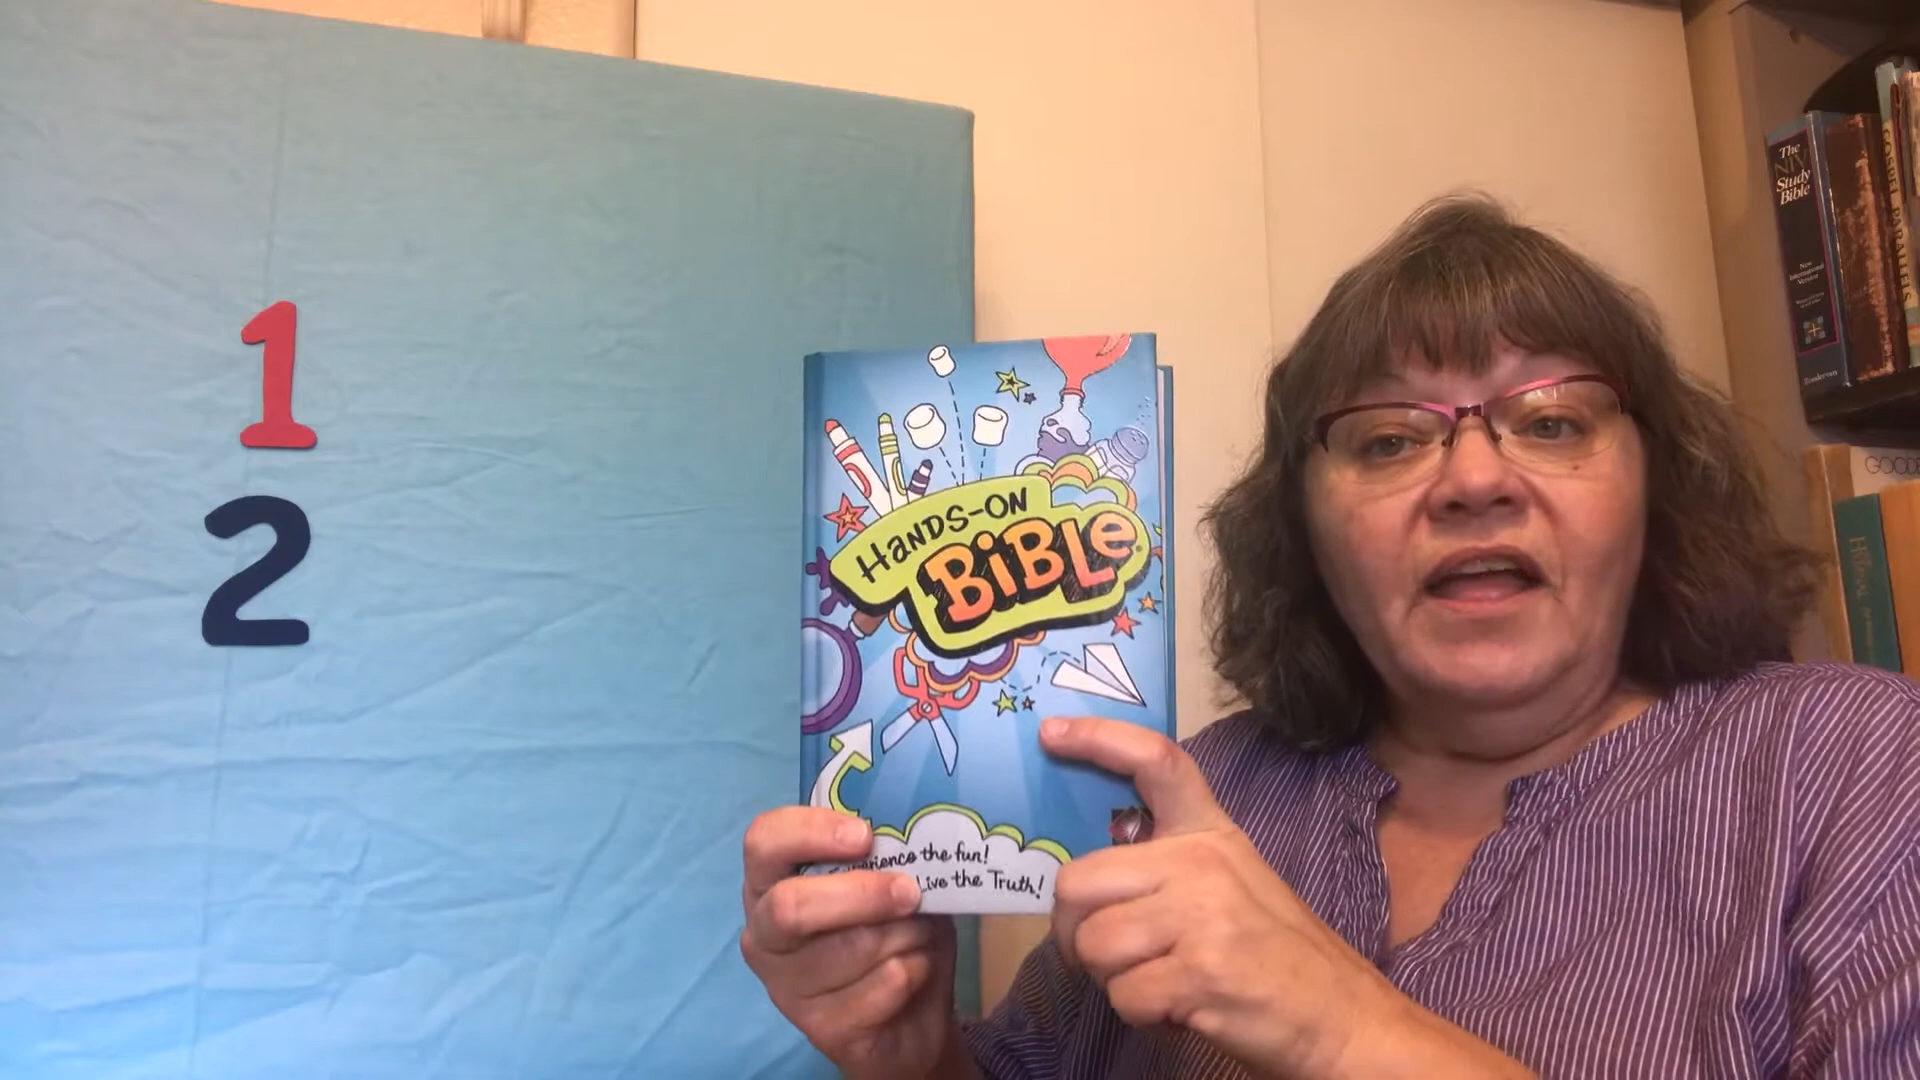 1
2
HANDS-ON
BIBLE
the fun!
Live the Truth!
The
NIV
Study
Bible
New
International
Version
Zondervan
GOSPEL PARALLELS